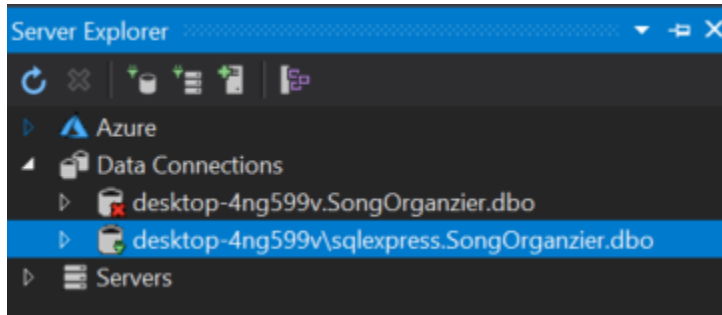 Server Explorer
Azure
Data Connections
desktop-4ng599v.SongOrganzier.dbo
desktop-4ng599v\sqlexpress.SongOrganzier.dbo
Servers